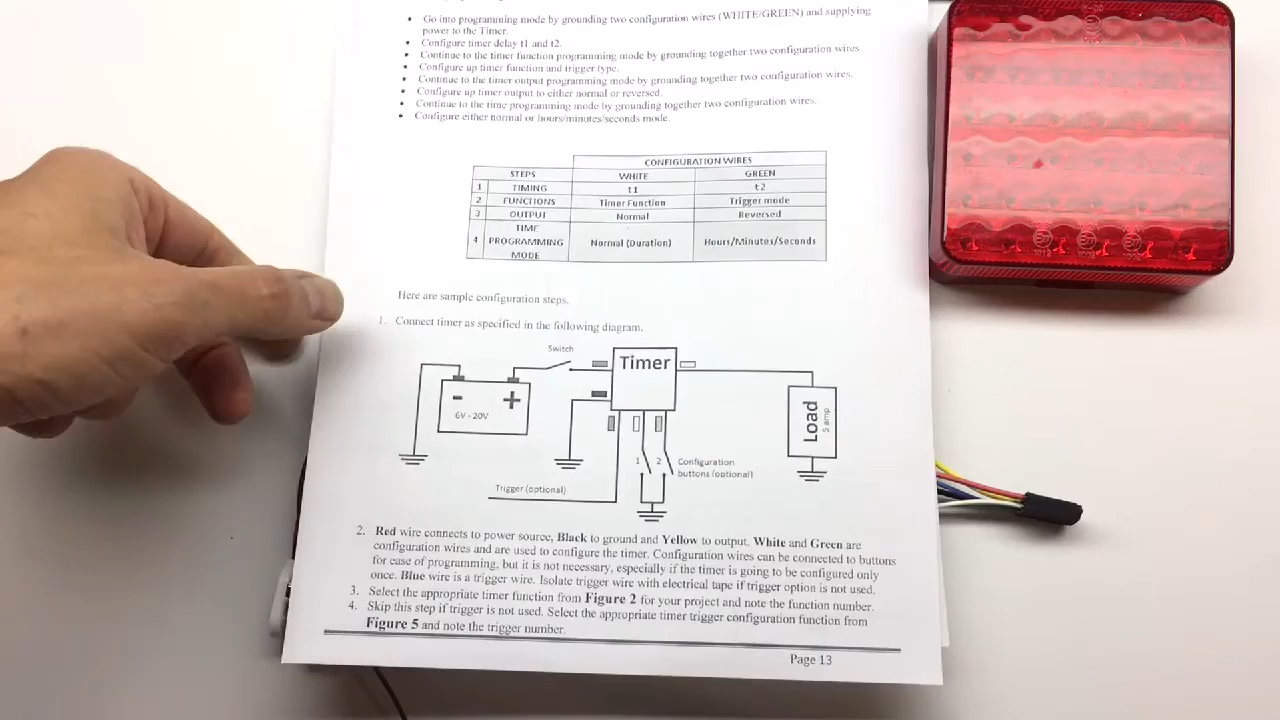 Go into programming mode by grounding two configuration wires (WHITE/GREEN) and supplying
power to the Timer.
Configure timer delay t1 and t2.
Continue to the timer function programming mode by grounding together two configuration wires
Configure up timer function and trigger type.
Continue to the timer output programming mode by grounding together two configuration wires.
Configure up timer output to either normal or reversed.
Continue to the time programming mode by grounding together two configuration wires.
Configure either normal or hours/minutes/seconds mode.
CONFIGURATION WIRES
STEPS WHITE GREEN
1 TIMING t1 t2
2 FUNCTIONS Timer Function Trigger mode
3 OUTPUT Normal Reversed
4 TIME PROGRAMMING MODE Normal (Duration) Hours/Minutes/Seconds
Here are sample configuration steps.
1. Connect timer as specified in the following diagram.
Switch
Timer
- +
6V - 20V
Load
5 amp
1 2
Configuration
buttons (optional)
Trigger (optional)
2. Red wire connects to power source, Black to ground and Yellow to output. White and Green are
configuration wires and are used to configure the timer. Configuration wires can be connected to buttons
for ease of programming, but it is not necessary, especially if the timer is going to be configured only
once. Blue wire is a trigger wire. Isolate trigger wire with electrical tape if trigger option is not used.
3. Select the appropriate timer function from Figure 2 for your project and note the function number.
4. Skip this step if trigger is not used. Select the appropriate timer trigger configuration function from
Figure 5 and note the trigger number.
Page 13